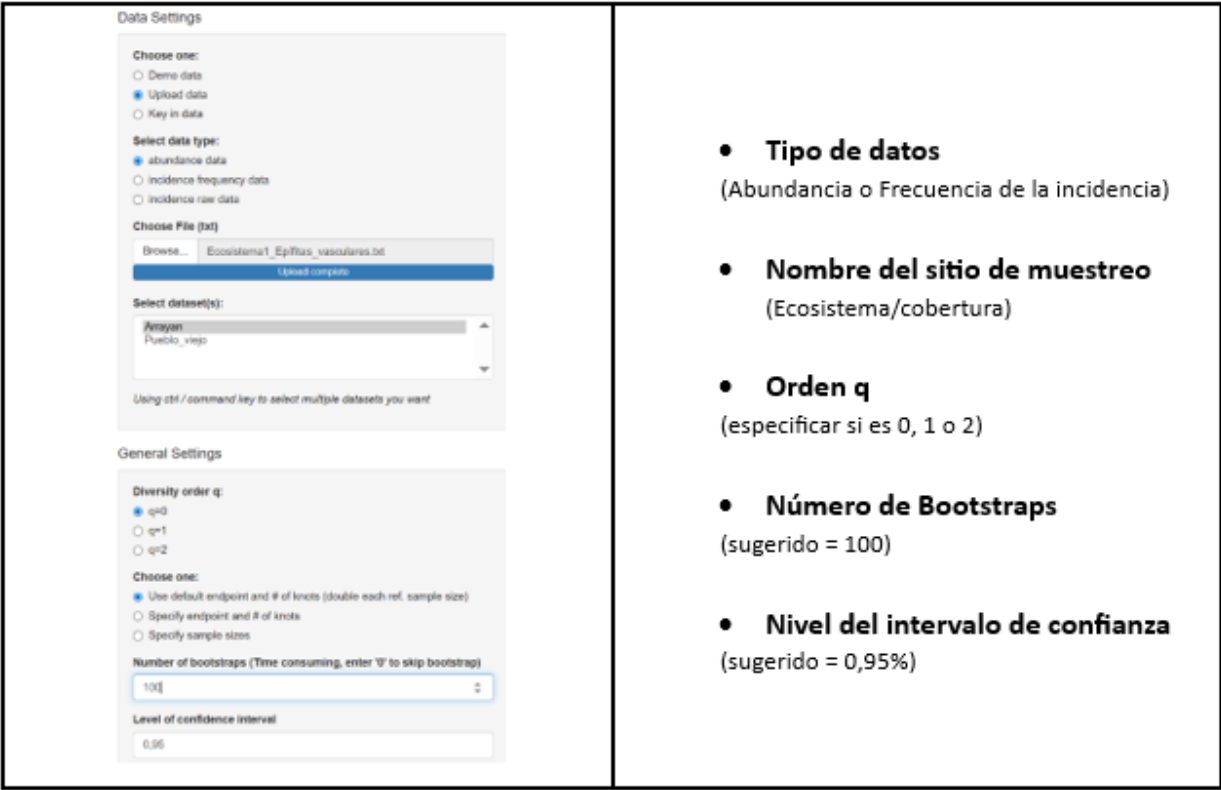 Data Settings
Choose one:
Demo data
Upload data
Key in data
Select data type:
abundance data
incidence frequency data
incidence raw data
Choose File (txt)
Browse... Ecosistema1_Epifitas_vasculares.txt
Upload complete
Select dataset(s):
Arrayan
Pueblo_viejo
Using ctrl / command key to select multiple datasets you want
General Settings
Diversity order q:
q=0
q=1
q=2
Choose one:
Use default endpoint and # of knots (double each ref. sample size)
Specify endpoint and # of knots
Specify sample sizes
Number of bootstraps (Time consuming, enter '0' to skip bootstrap)
100
Level of confidence interval
0,95
• Tipo de datos
(Abundancia o Frecuencia de la incidencia)
• Nombre del sitio de muestreo
(Ecosistema/cobertura)
• Orden q
(especificar si es 0, 1 o 2)
• Número de Bootstraps
(sugerido = 100)
• Nivel del intervalo de confianza
(sugerido = 0,95%)